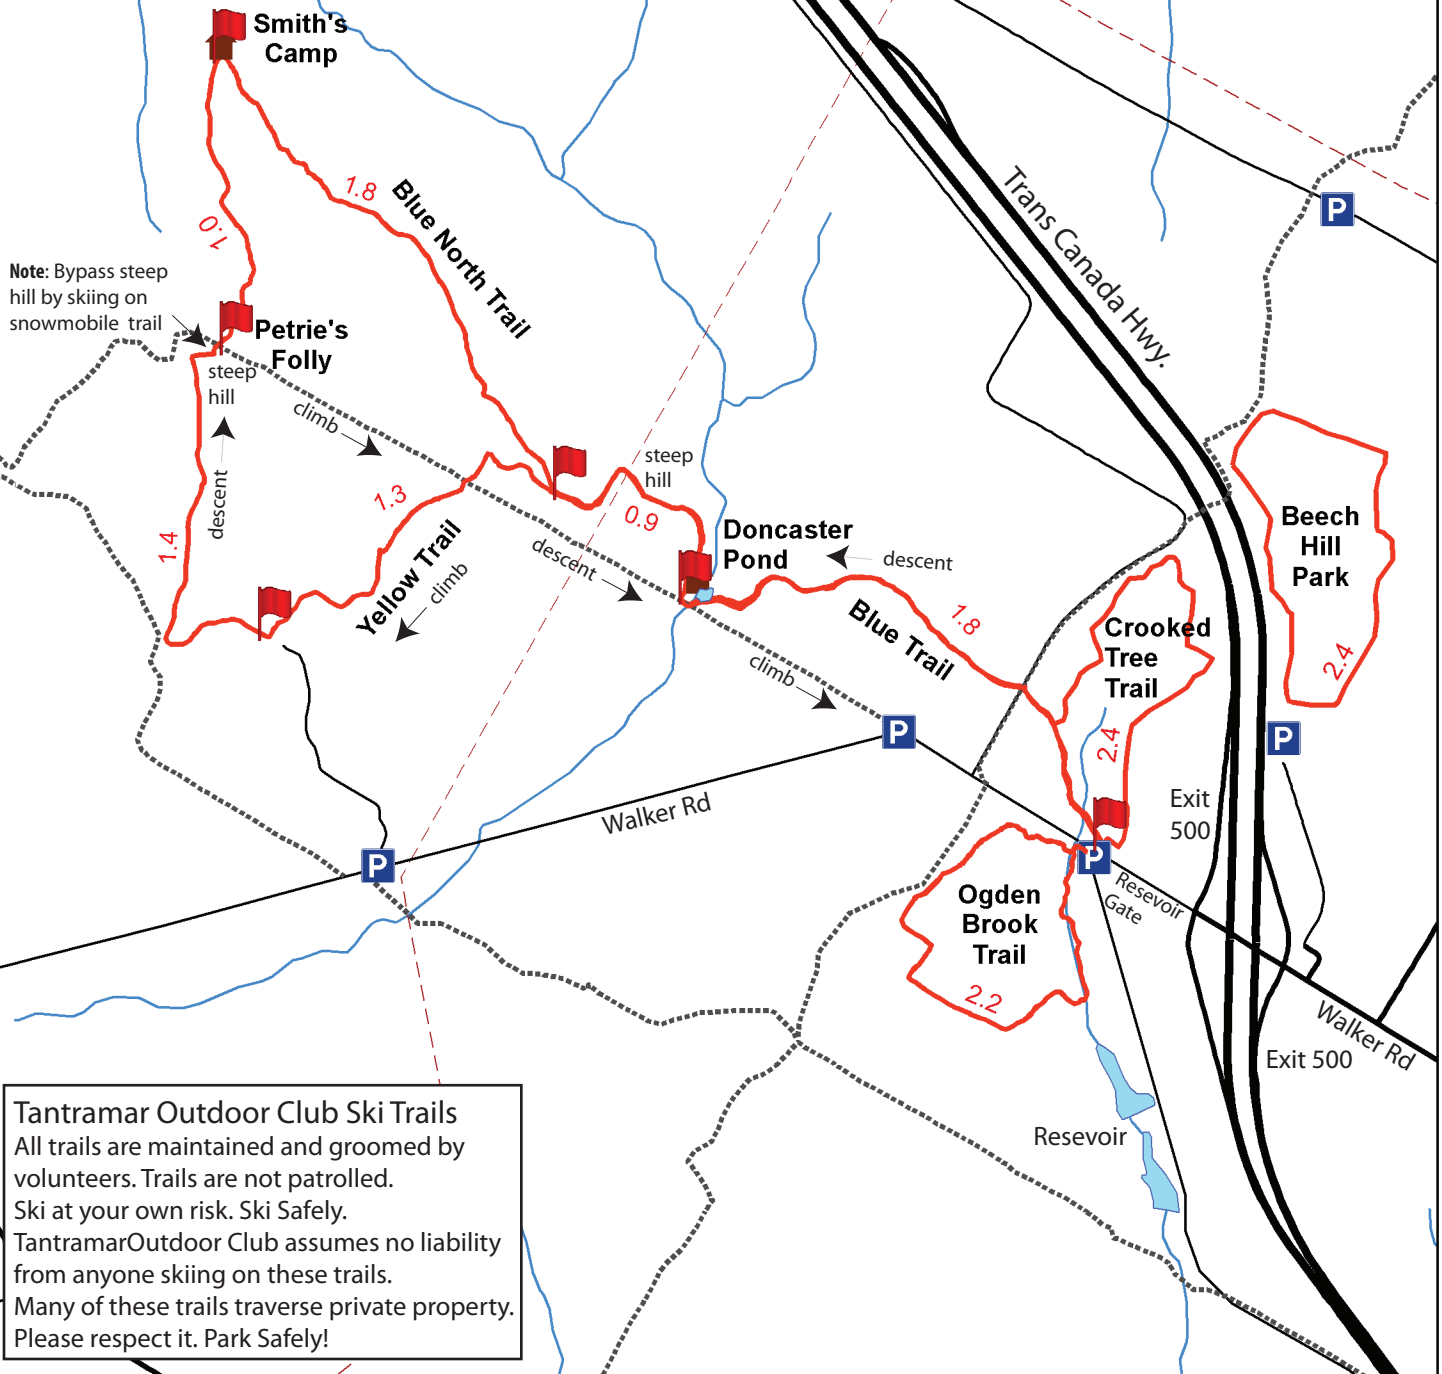 Smith's
Camp
1.8
Blue North Trail
1.0
Note: Bypass steep
hill by skiing on
snowmobile trail
Petrie's
Folly
steep
hill
climb
descent
1.4
1.3
Yellow Trail
climb
steep
hill
0.9
descent
Doncaster
Pond
descent
1.8
Blue Trail
climb
Trans Canada Hwy.
P
Beech
Hill
Park
2.4
Crooked
Tree
Trail
2.4
P
P
Exit
500
Walker Rd
P
P
Resevoir
Gate
Ogden
Brook
Trail
2.2
Walker Rd
Exit 500
Resevoir
Tantramar Outdoor Club Ski Trails
All trails are maintained and groomed by
volunteers. Trails are not patrolled.
Ski at your own risk. Ski Safely.
TantramarOutdoor Club assumes no liability
from anyone skiing on these trails.
Many of these trails traverse private property.
Please respect it. Park Safely!